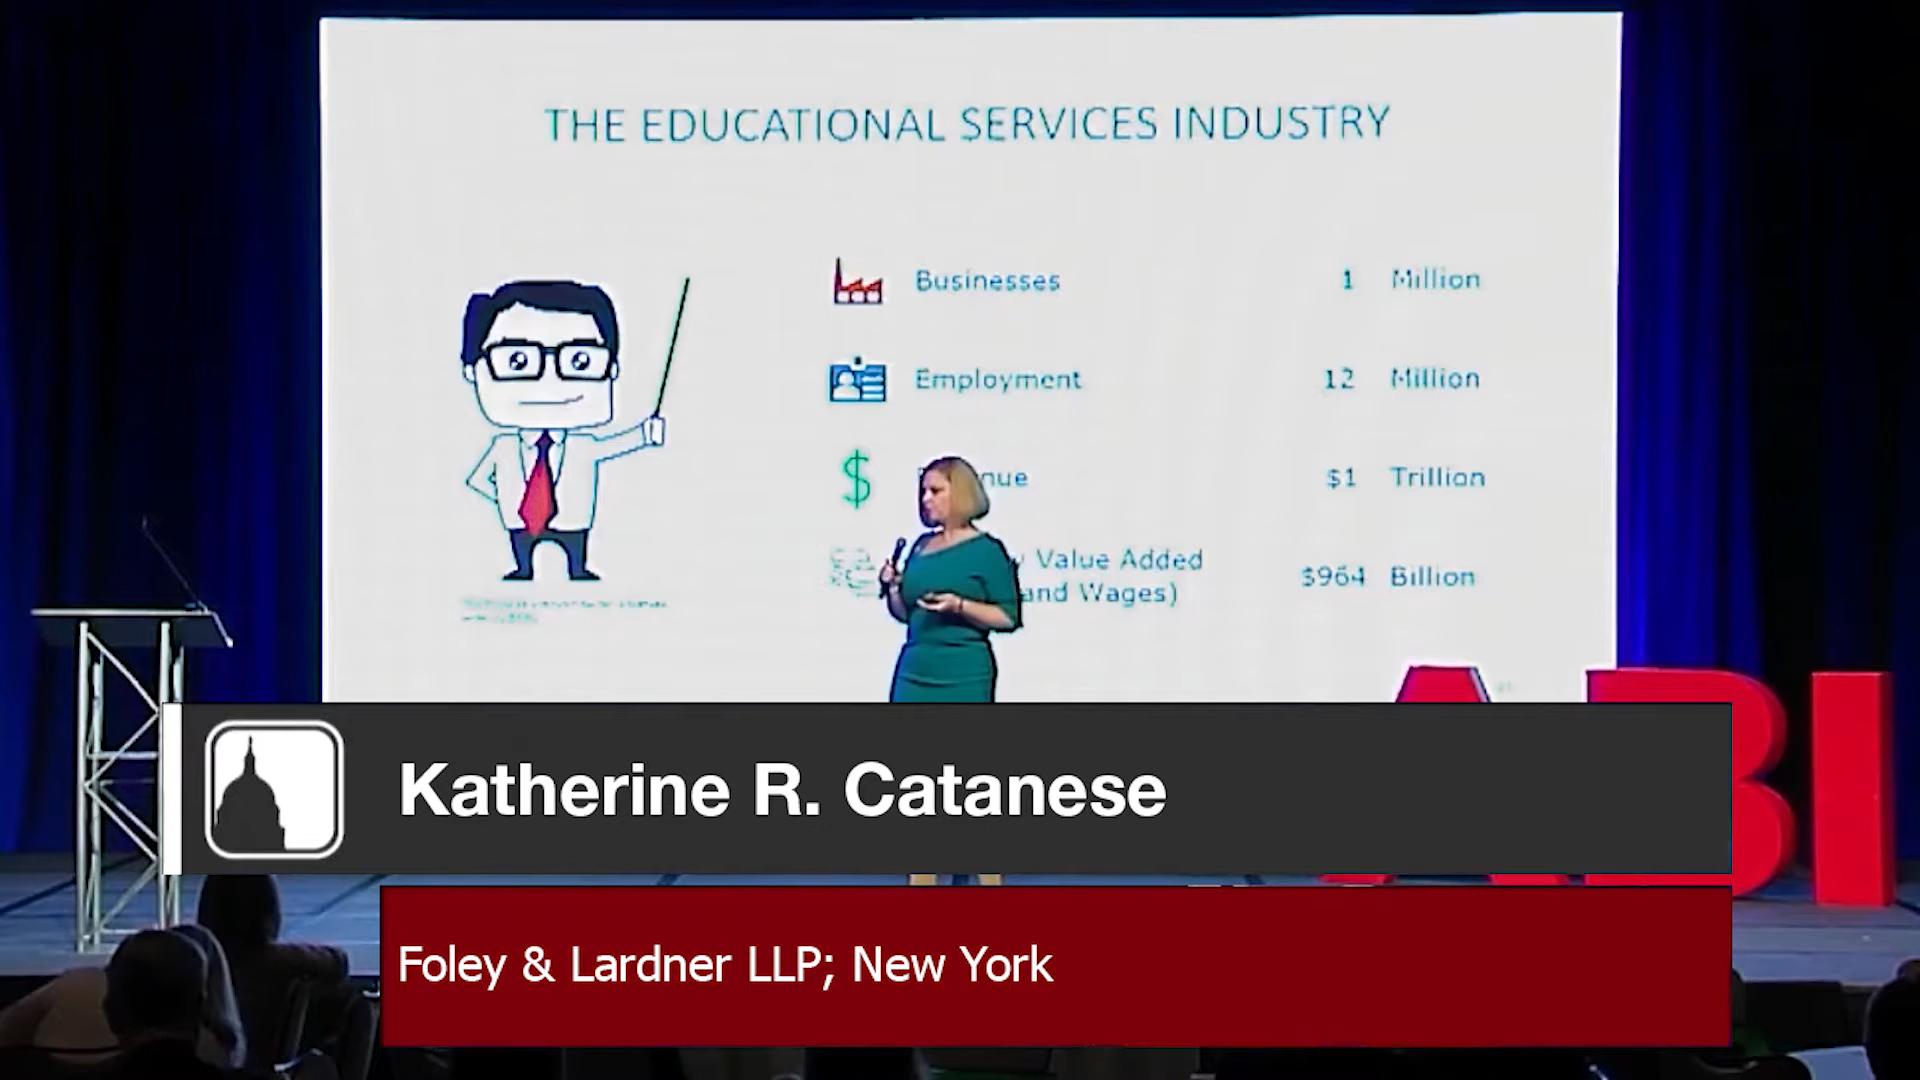 THE EDUCATIONAL SERVICES INDUSTRY
Businesses 1 Million
Employment 12 Million
$1 Trillion
Value Added
and Wages) $964 Billion
ABI
Katherine R. Catanese
Foley & Lardner LLP; New York